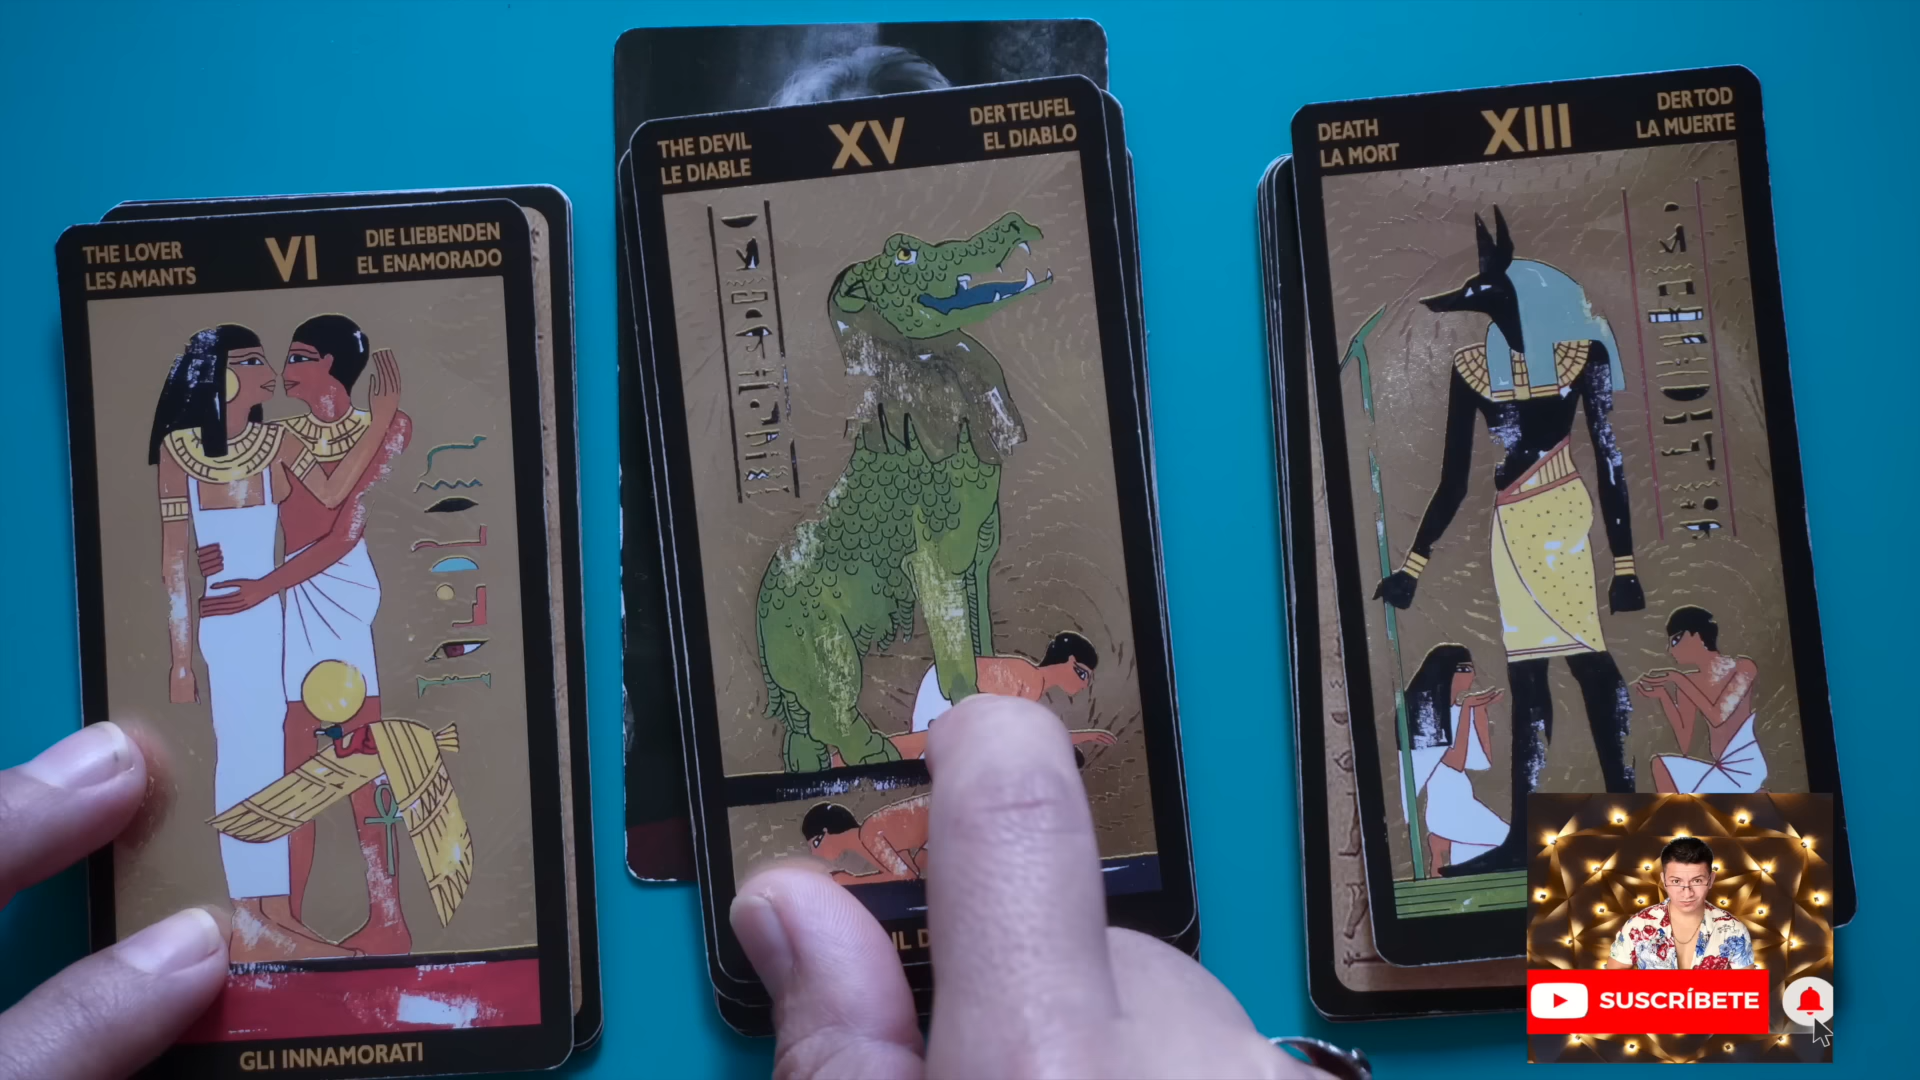 THE LOVER
LES AMANTS
VI
DIE LIEBENDEN
EL ENAMORADO
GLI INNAMORATI
THE DEVIL
LE DIABLE
XV
DER TEUFEL
EL DIABLO
IL D
DEATH
LA MORT
XIII
DER TOD
LA MUERTE
SUSCRÍBETE